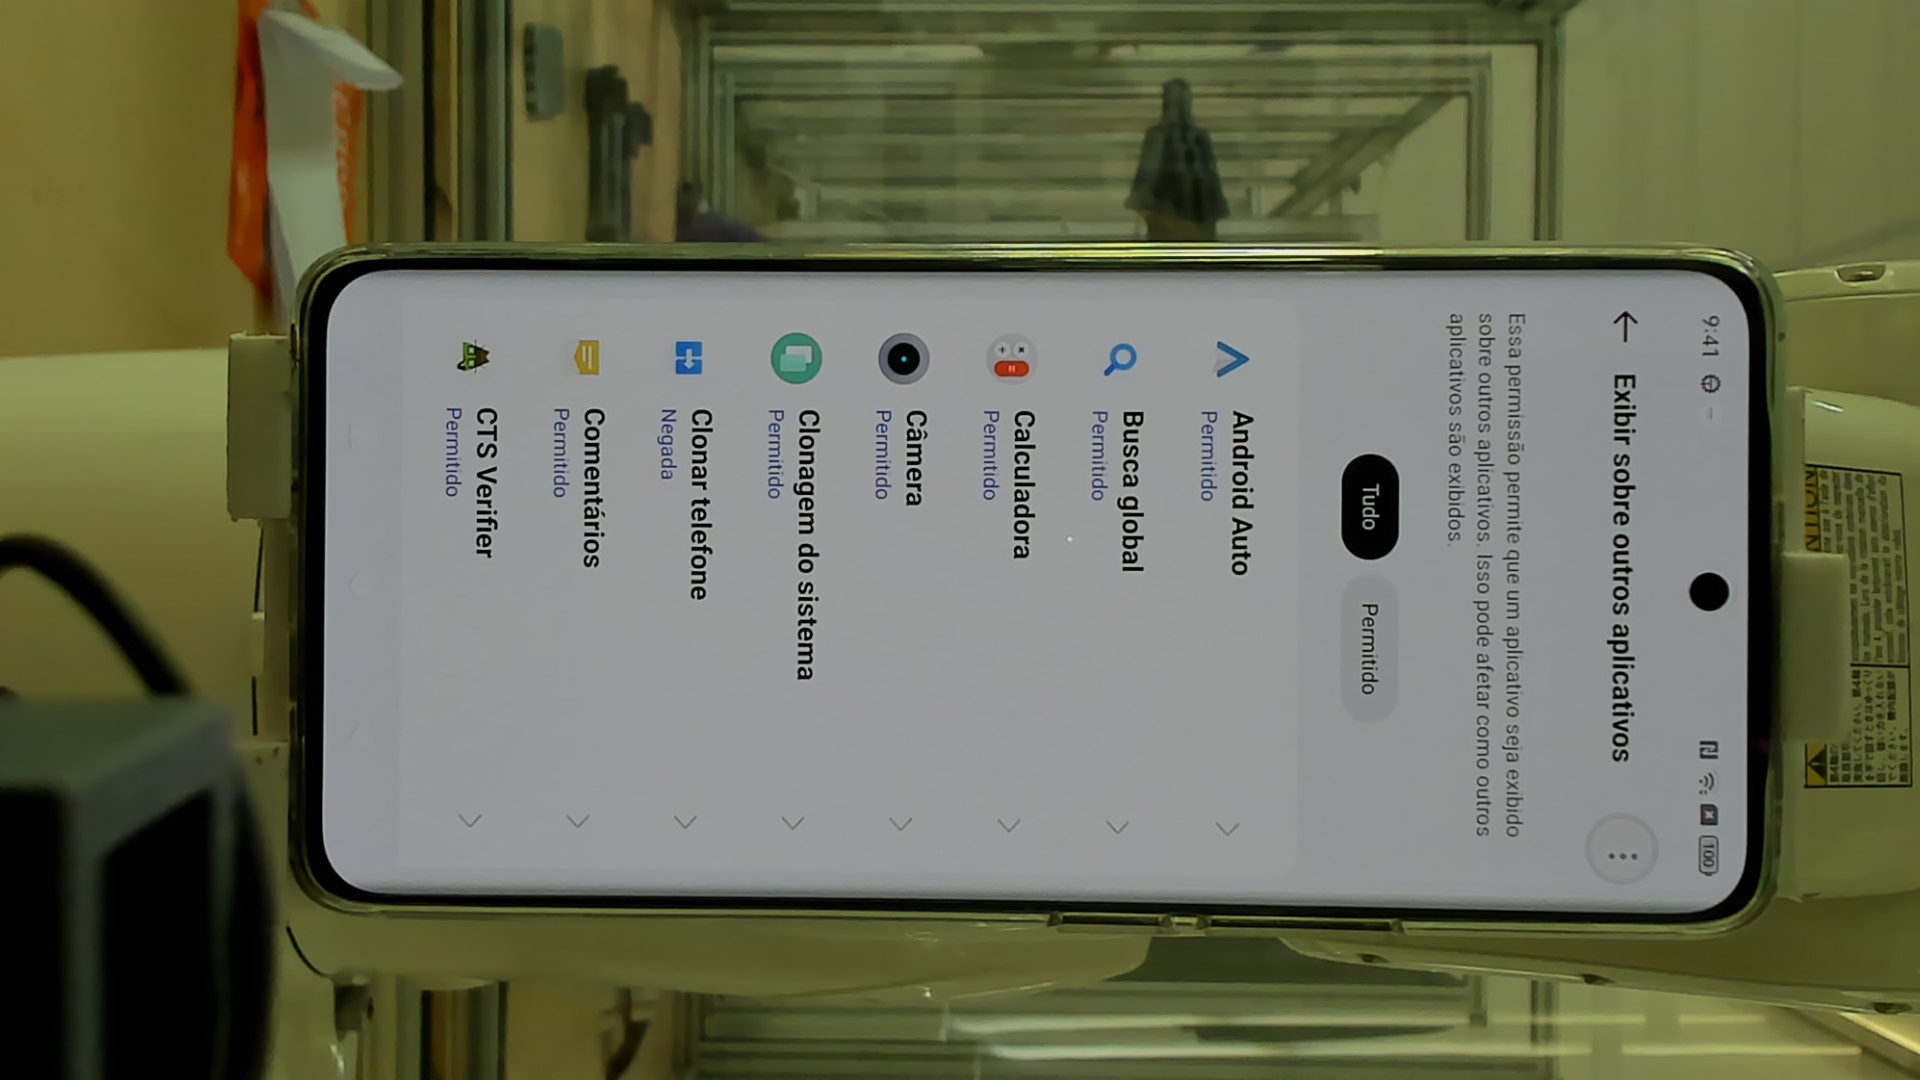 9:41
100
Exibir sobre outros aplicativos
Essa permissão permite que um aplicativo seja exibido
sobre outros aplicativos. Isso pode afetar como outros
aplicativos são exibidos.
Tudo
Permitido
Android Auto
Permitido
Busca global
Permitido
Calculadora
Permitido
Câmera
Permitido
Clonagem do sistema
Permitido
Clonar telefone
Negada
Comentários
Permitido
CTS Verifier
Permitido